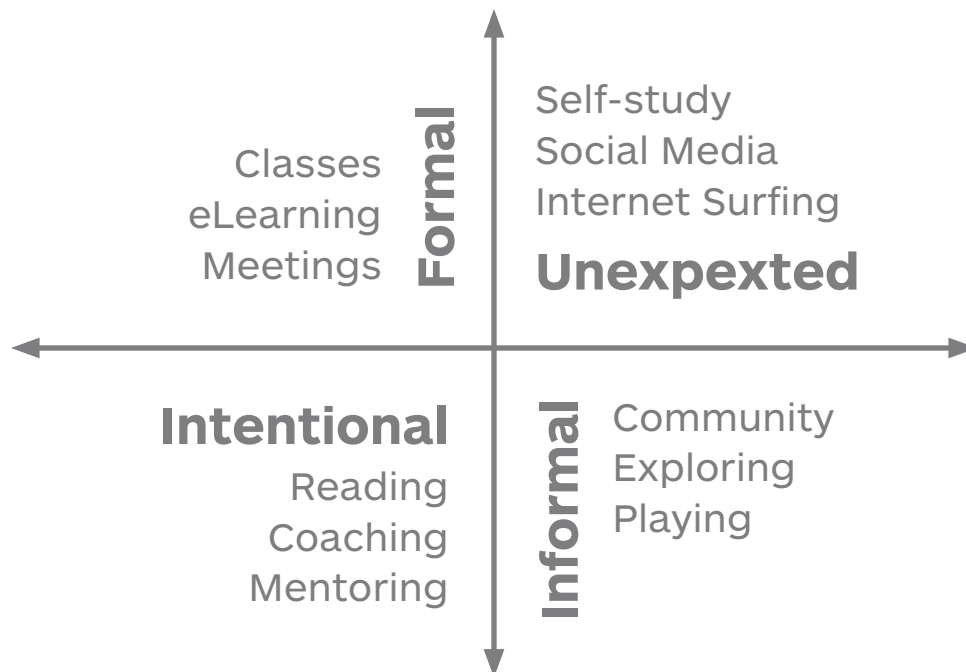 Formal
Classes
eLearning
Meetings
Self-study
Social Media
Internet Surfing
Unexpexted
Intentional
Reading
Coaching
Mentoring
Informal
Community
Exploring
Playing